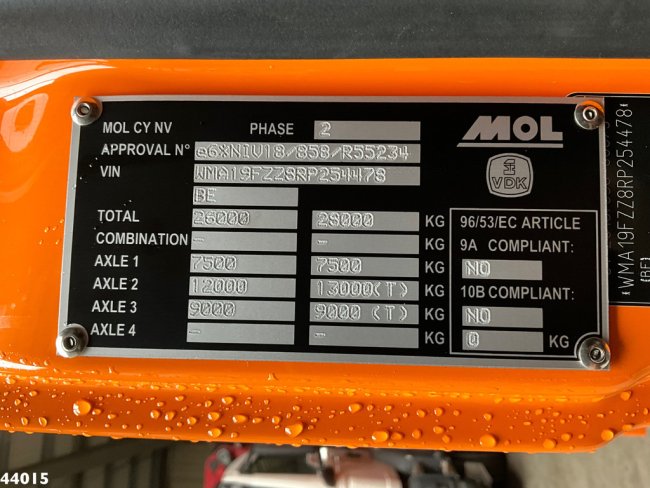 MOL CY NV PHASE 2
MOL
APPROVAL N° e6XNIV18/858/R55234
VIN WMA19FZZ8RP254478
VDK
BE
TOTAL 26000 28000 KG
96/53/EC ARTICLE
COMBINATION - - KG
9A COMPLIANT:
AXLE 1 7500 7500 KG
NO
AXLE 2 12000 13000(T) KG
10B COMPLIANT:
AXLE 3 9000 9000 (T) KG
NO
AXLE 4 - - KG
0 KG
*WMA19FZZ8RP254478*
(BE)
44015